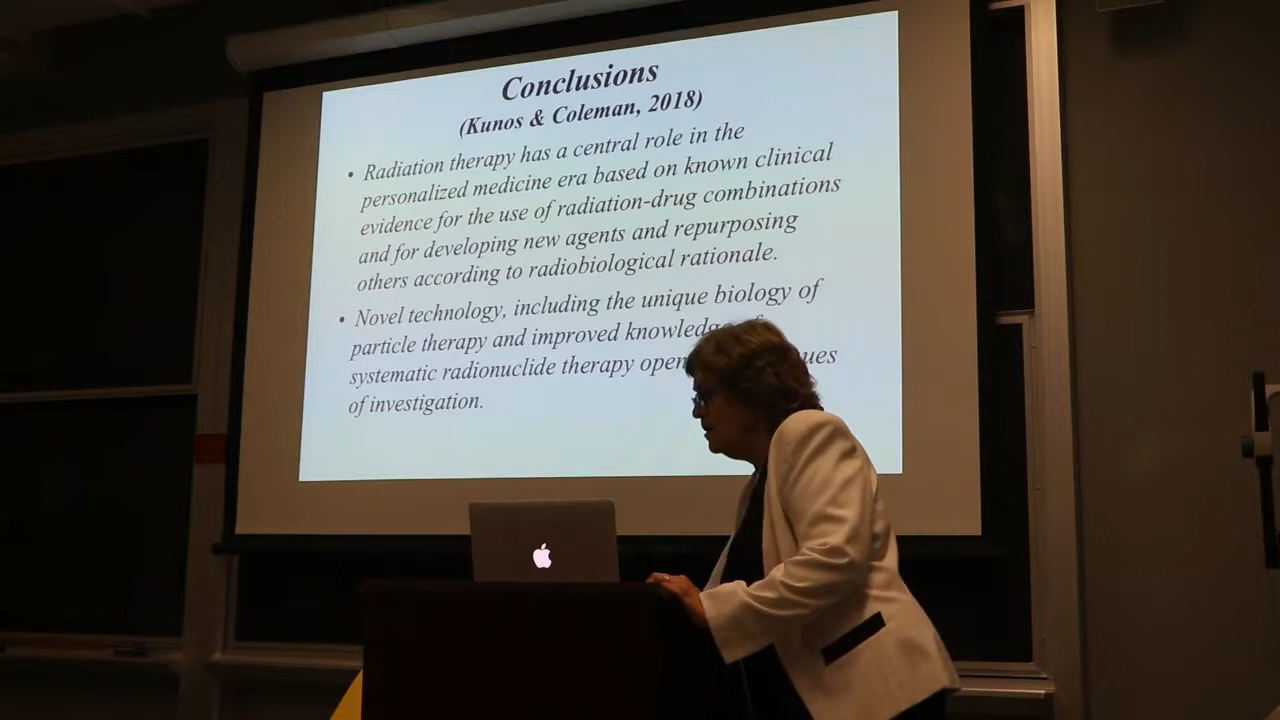 Conclusions
(Kunos & Coleman, 2018)
• Radiation therapy has a central role in the
personalized medicine era based on known clinical
evidence for the use of radiation-drug combinations
and for developing new agents and repurposing
others according to radiobiological rationale.
• Novel technology, including the unique biology of
particle therapy and improved knowledge
systematic radionuclide therapy open
of investigation.